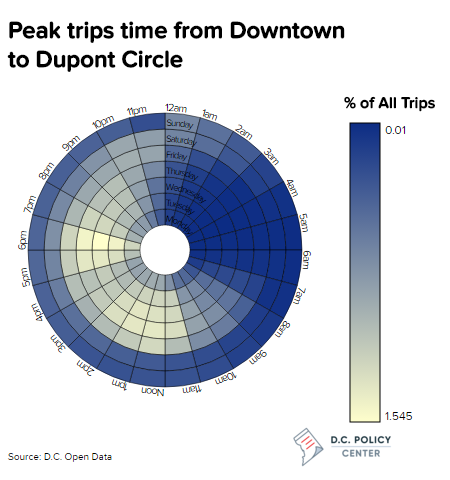 Peak trips time from Downtown
to Dupont Circle
% of All Trips
0.01
1.545
12am
1am
2am
3am
4am
5am
6am
7am
8am
9am
10am
11am
Noon
1pm
2pm
3pm
4pm
5pm
6pm
7pm
8pm
9pm
10pm
11pm
Sunday
Saturday
Friday
Thursday
Wednesday
Tuesday
Monday
D.C. POLICY
CENTER
Source: D.C. Open Data